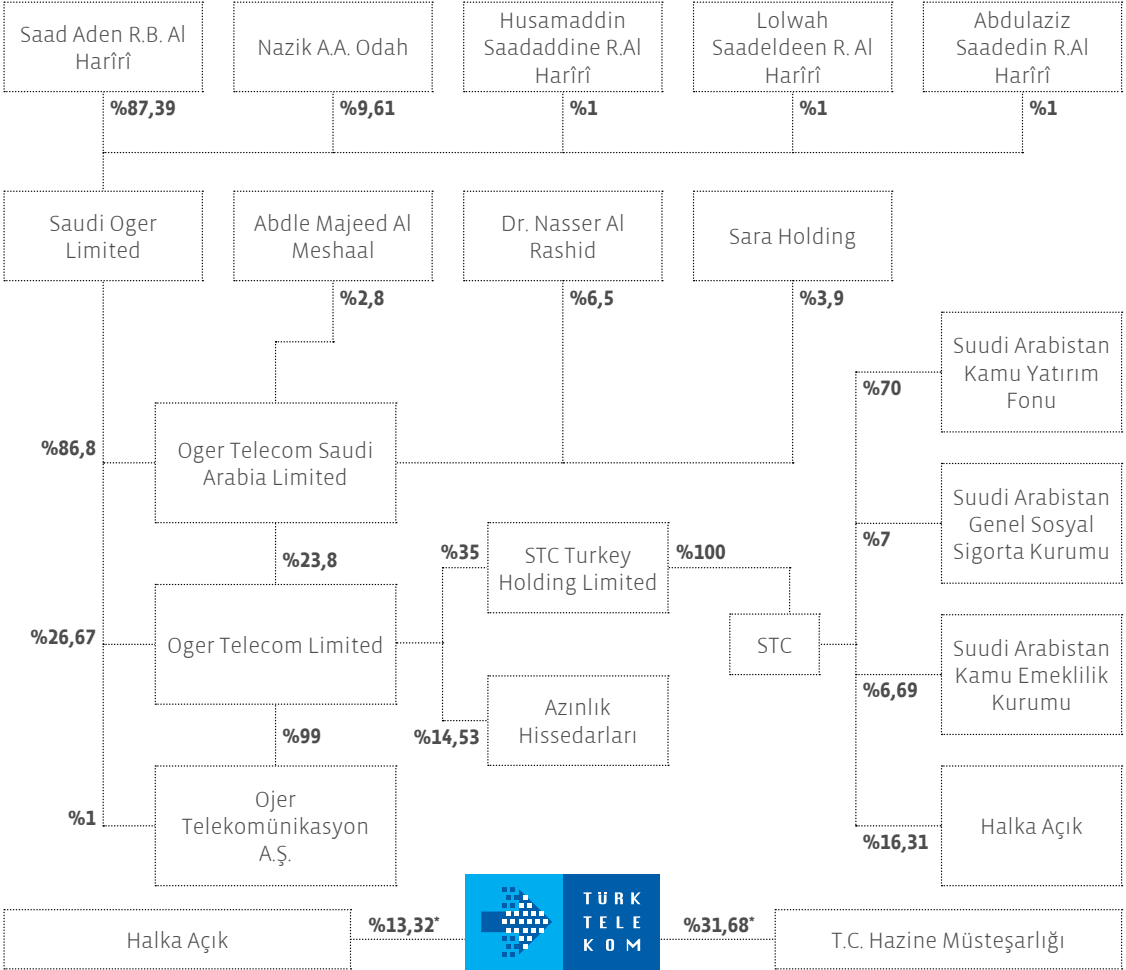 Saad Aden R.B. Al
Harîrî
Nazik A.A. Odah
Husamaddin
Saadaddine R.Al
Harîrî
Lolwah
Saadeldeen R. Al
Harîrî
Abdulaziz
Saadedin R.Al
Harîrî
%87,39
%9,61
%1
%1
%1
Saudi Oger
Limited
Abdle Majeed Al
Meshaal
Dr. Nasser Al
Rashid
Sara Holding
%2,8
%6,5
%3,9
Suudi Arabistan
Kamu Yatırım
Fonu
%70
%86,8
Oger Telecom Saudi
Arabia Limited
Suudi Arabistan
Genel Sosyal
Sigorta Kurumu
%7
%23,8
%35
STC Turkey
Holding Limited
%100
%26,67
Oger Telecom Limited
STC
Suudi Arabistan
Kamu Emeklilik
Kurumu
%6,69
%14,53
Azınlık
Hissedarları
%99
%1
Ojer
Telekomünikasyon
A.Ş.
%16,31
Halka Açık
Halka Açık
%13,32*
TÜRK
TELE
KOM
%31,68*
T.C. Hazine Müsteşarlığı